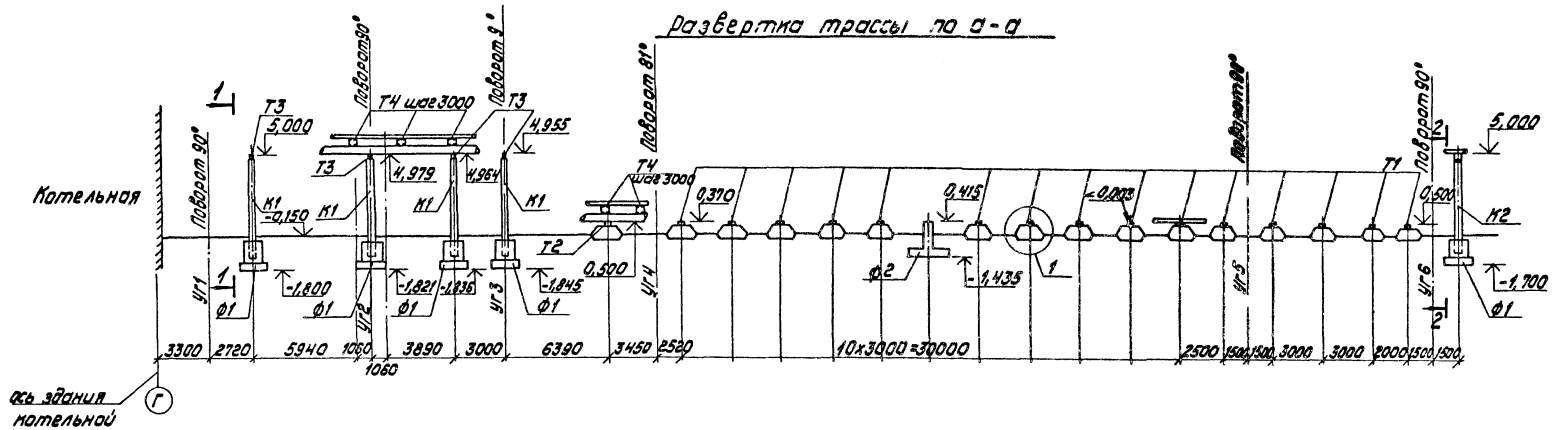 Развертка трассы по а-а
Поворот 90°
Поворот 9°
Поворот 81°
Поворот 90°
Поворот 90°
Поворот 90°
1
Т3
5,000
Т4 шаг 3000
Т3
4,955
Т3
4,979
4,964
Т4
шаг 3000
Т1
2
5,000
Котельная
К1
-0,150
К1
К1
К1
0,370
0,415
0,003
0,500
К2
Т2
0,500
1
-1,800
-1,821
-1,836
-1,845
Ф2
-1,435
1
-1,700
Ф1
Ф1
Ф1
Ф1
Ф1
2
Уг1
Уг2
Уг3
Уг4
Уг5
Уг6
3300
2720
5940
1060
3890
3000
6390
3450
2520
10х3000=30000
2500
1500
1500
3000
3000
2000
1500
1500
1060
ось здания
котельной
Г